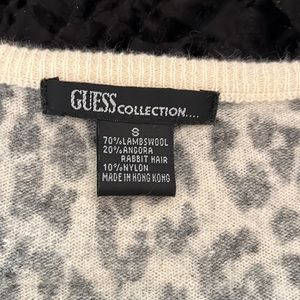 GUESS COLLECTION....
S
70% LAMBSWOOL
20% ANGORA
RABBIT HAIR
10% NYLON
MADE IN HONG KONG